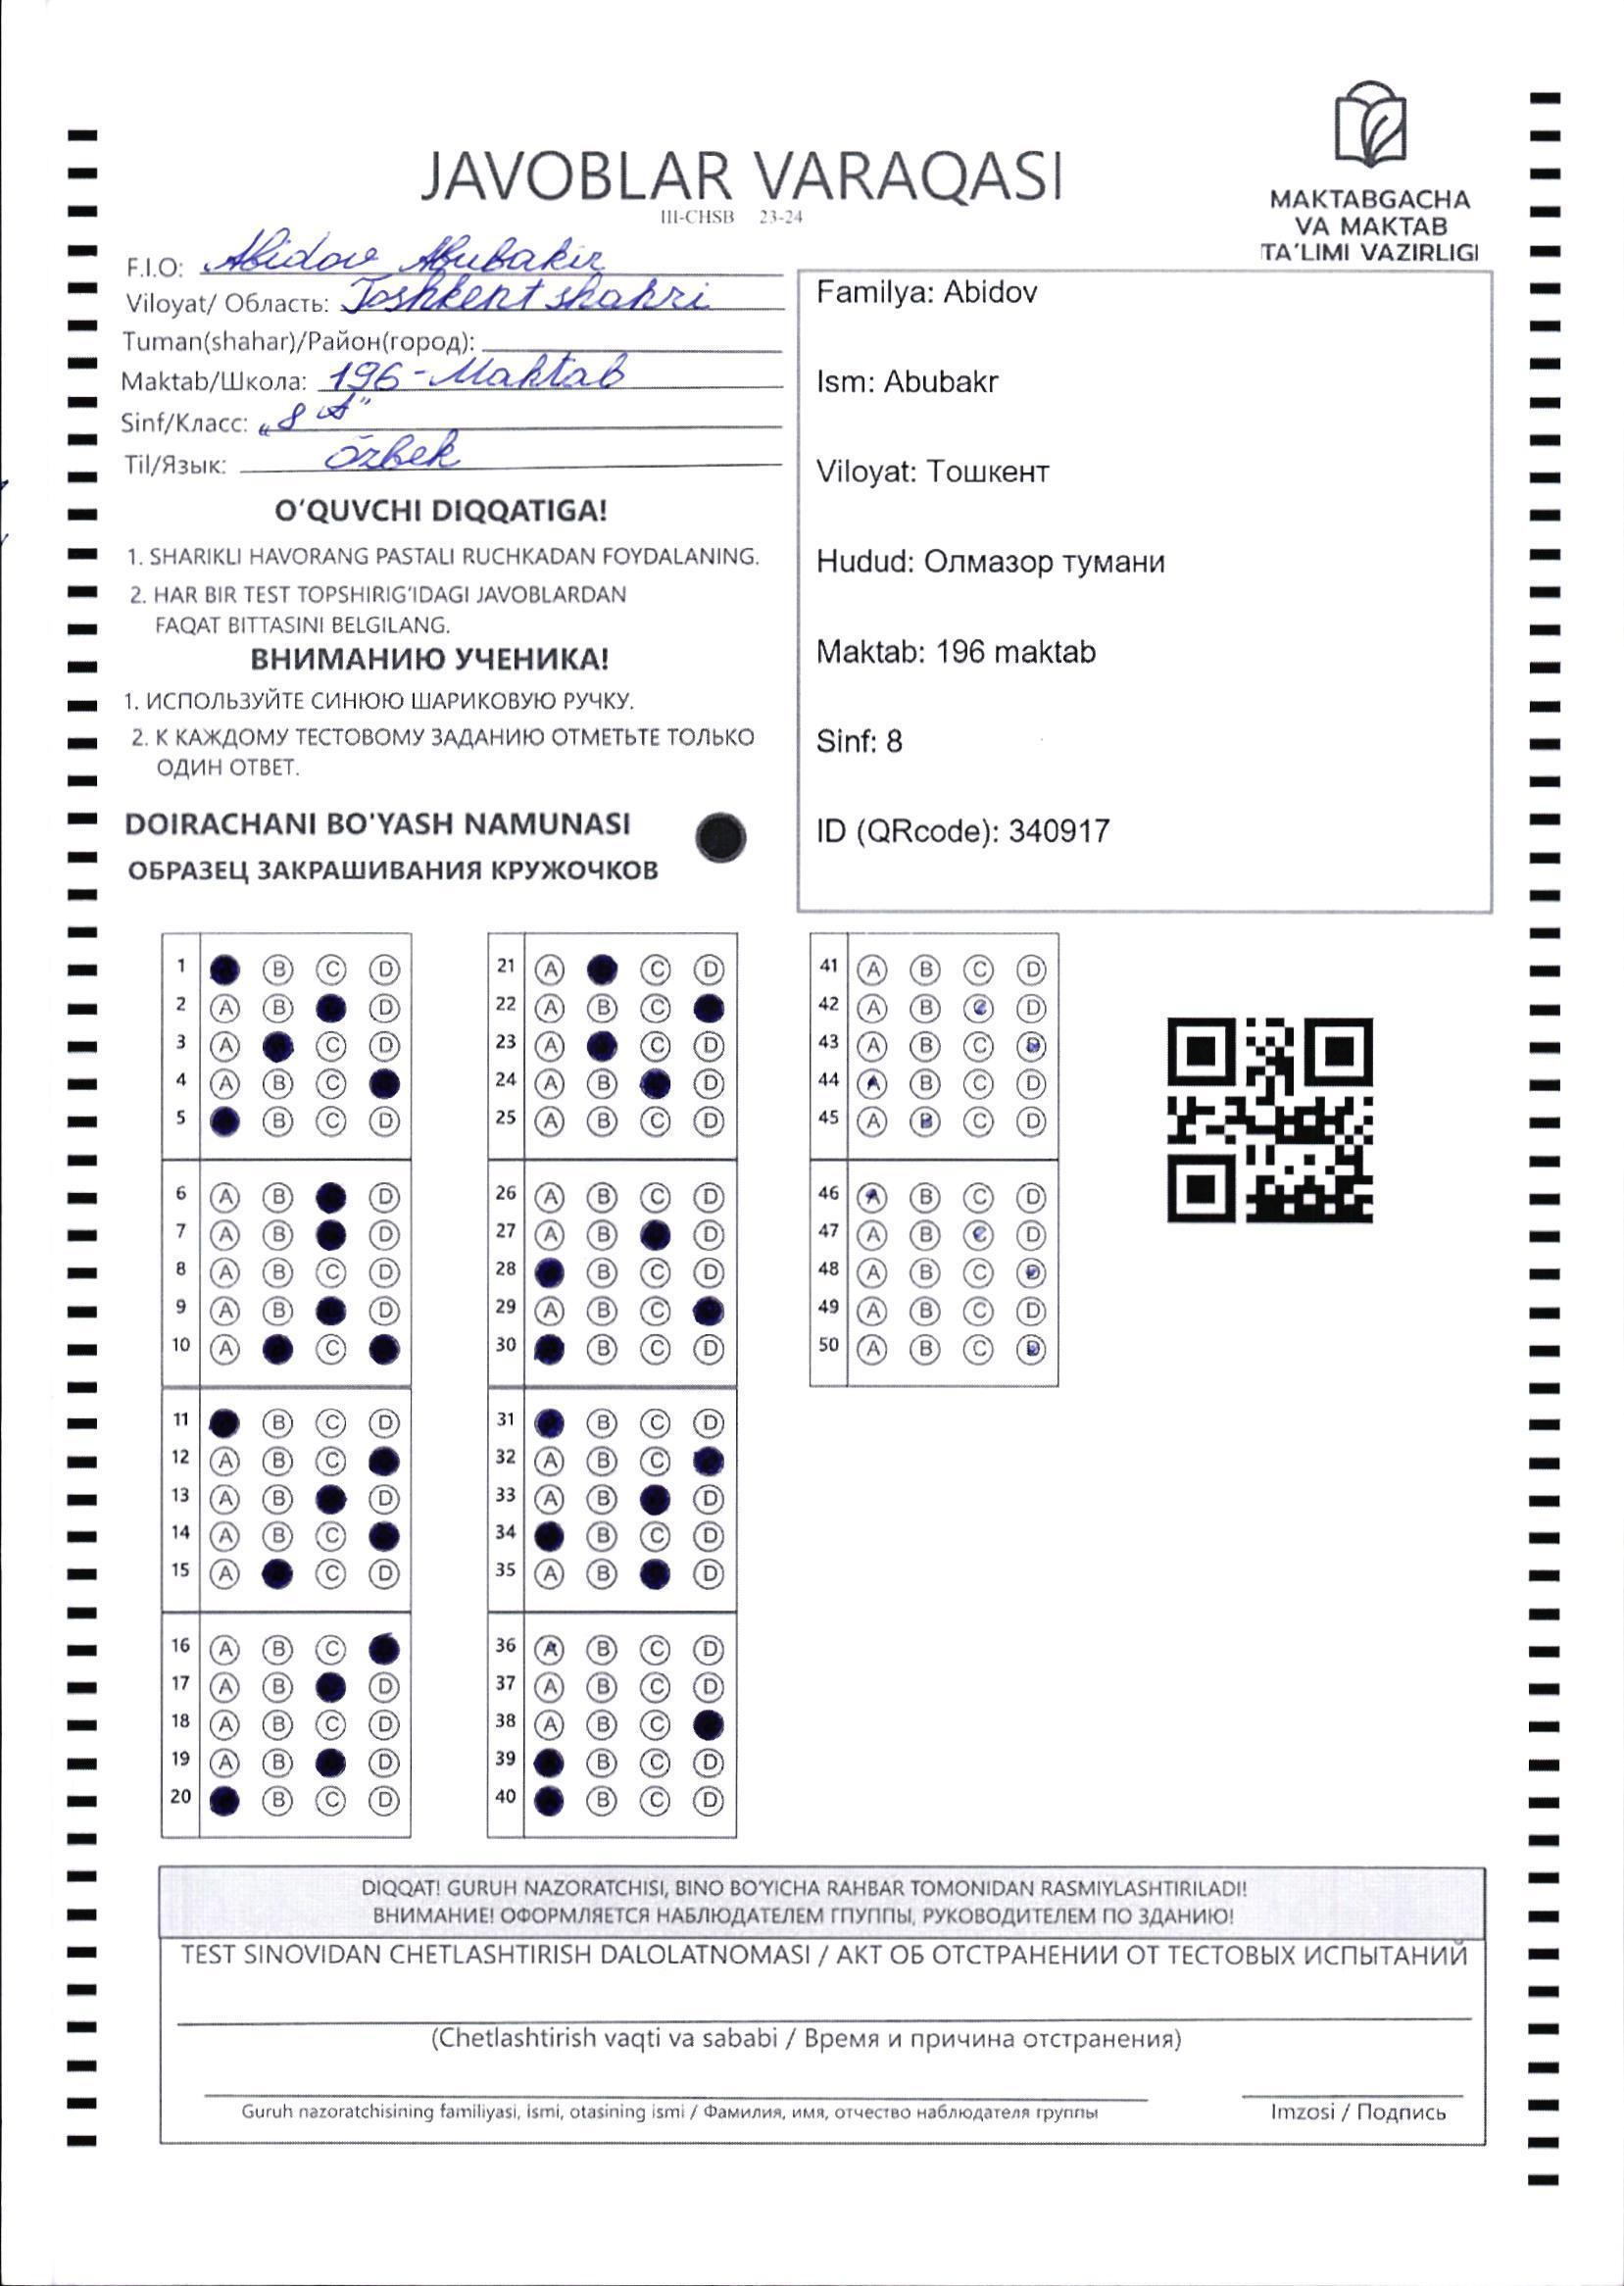 JAVOBLAR VARAQASI
III-CHSB 23-24
MAKTABGACHA
VA MAKTAB
TA'LIMI VAZIRLIGI
F.I.O: Abidov Abubakir
Viloyat/ Область: Toshkent shahri
Tuman(shahar)/Район(город):
Maktab/Школа: 196-Maktab
Sinf/Класс: „8 A"
Til/Язык: Õzbek
O'QUVCHI DIQQATIGA!
1. SHARIKLI HAVORANG PASTALI RUCHKADAN FOYDALANING.
2. HAR BIR TEST TOPSHIRIG'IDAGI JAVOBLARDAN
FAQAT BITTASINI BELGILANG.
ВНИМАНИЮ УЧЕНИКА!
1. ИСПОЛЬЗУЙТЕ СИНЮЮ ШАРИКОВУЮ РУЧКУ.
2. К КАЖДОМУ ТЕСТОВОМУ ЗАДАНИЮ ОТМЕТЬТЕ ТОЛЬКО
ОДИН ОТВЕТ.
DOIRACHANI BO'YASH NAMUNASI
ОБРАЗЕЦ ЗАКРАШИВАНИЯ КРУЖОЧКОВ
Familya: Abidov
Ism: Abubakr
Viloyat: Тошкент
Hudud: Олмазор тумани
Maktab: 196 maktab
Sinf: 8
ID (QRcode): 340917
1 B C D
2 A B D
3 A C D
4 A B C
5 B C D
6 A B D
7 A B D
8 A B C D
9 A B D
10 A C
11 B C D
12 A B C
13 A B D
14 A B C
15 A C D
16 A B C
17 A B D
18 A B C D
19 A B D
20 B C D
21 A C D
22 A B C
23 A C D
24 A B D
25 A B C D
26 A B C D
27 A B D
28 B C D
29 A B C
30 B C D
31 B C D
32 A B C
33 A B D
34 B C D
35 A B D
36 A B C D
37 A B C D
38 A B C
39 B C D
40 B C D
41 A B C D
42 A B C D
43 A B C D
44 A B C D
45 A B C D
46 A B C D
47 A B C D
48 A B C D
49 A B C D
50 A B C D
DIQQAT! GURUH NAZORATCHISI, BINO BO'YICHA RAHBAR TOMONIDAN RASMIYLASHTIRILADI!
ВНИМАНИЕ! ОФОРМЛЯЕТСЯ НАБЛЮДАТЕЛЕМ ГПУППЫ, РУКОВОДИТЕЛЕМ ПО ЗДАНИЮ!
TEST SINOVIDAN CHETLASHTIRISH DALOLATNOMASI / АКТ ОБ ОТСТРАНЕНИИ ОТ ТЕСТОВЫХ ИСПЫТАНИЙ
(Chetlashtirish vaqti va sababi / Время и причина отстранения)
Guruh nazoratchisining familiyasi, ismi, otasining ismi / Фамилия, имя, отчество наблюдателя группы
Imzosi / Подпись